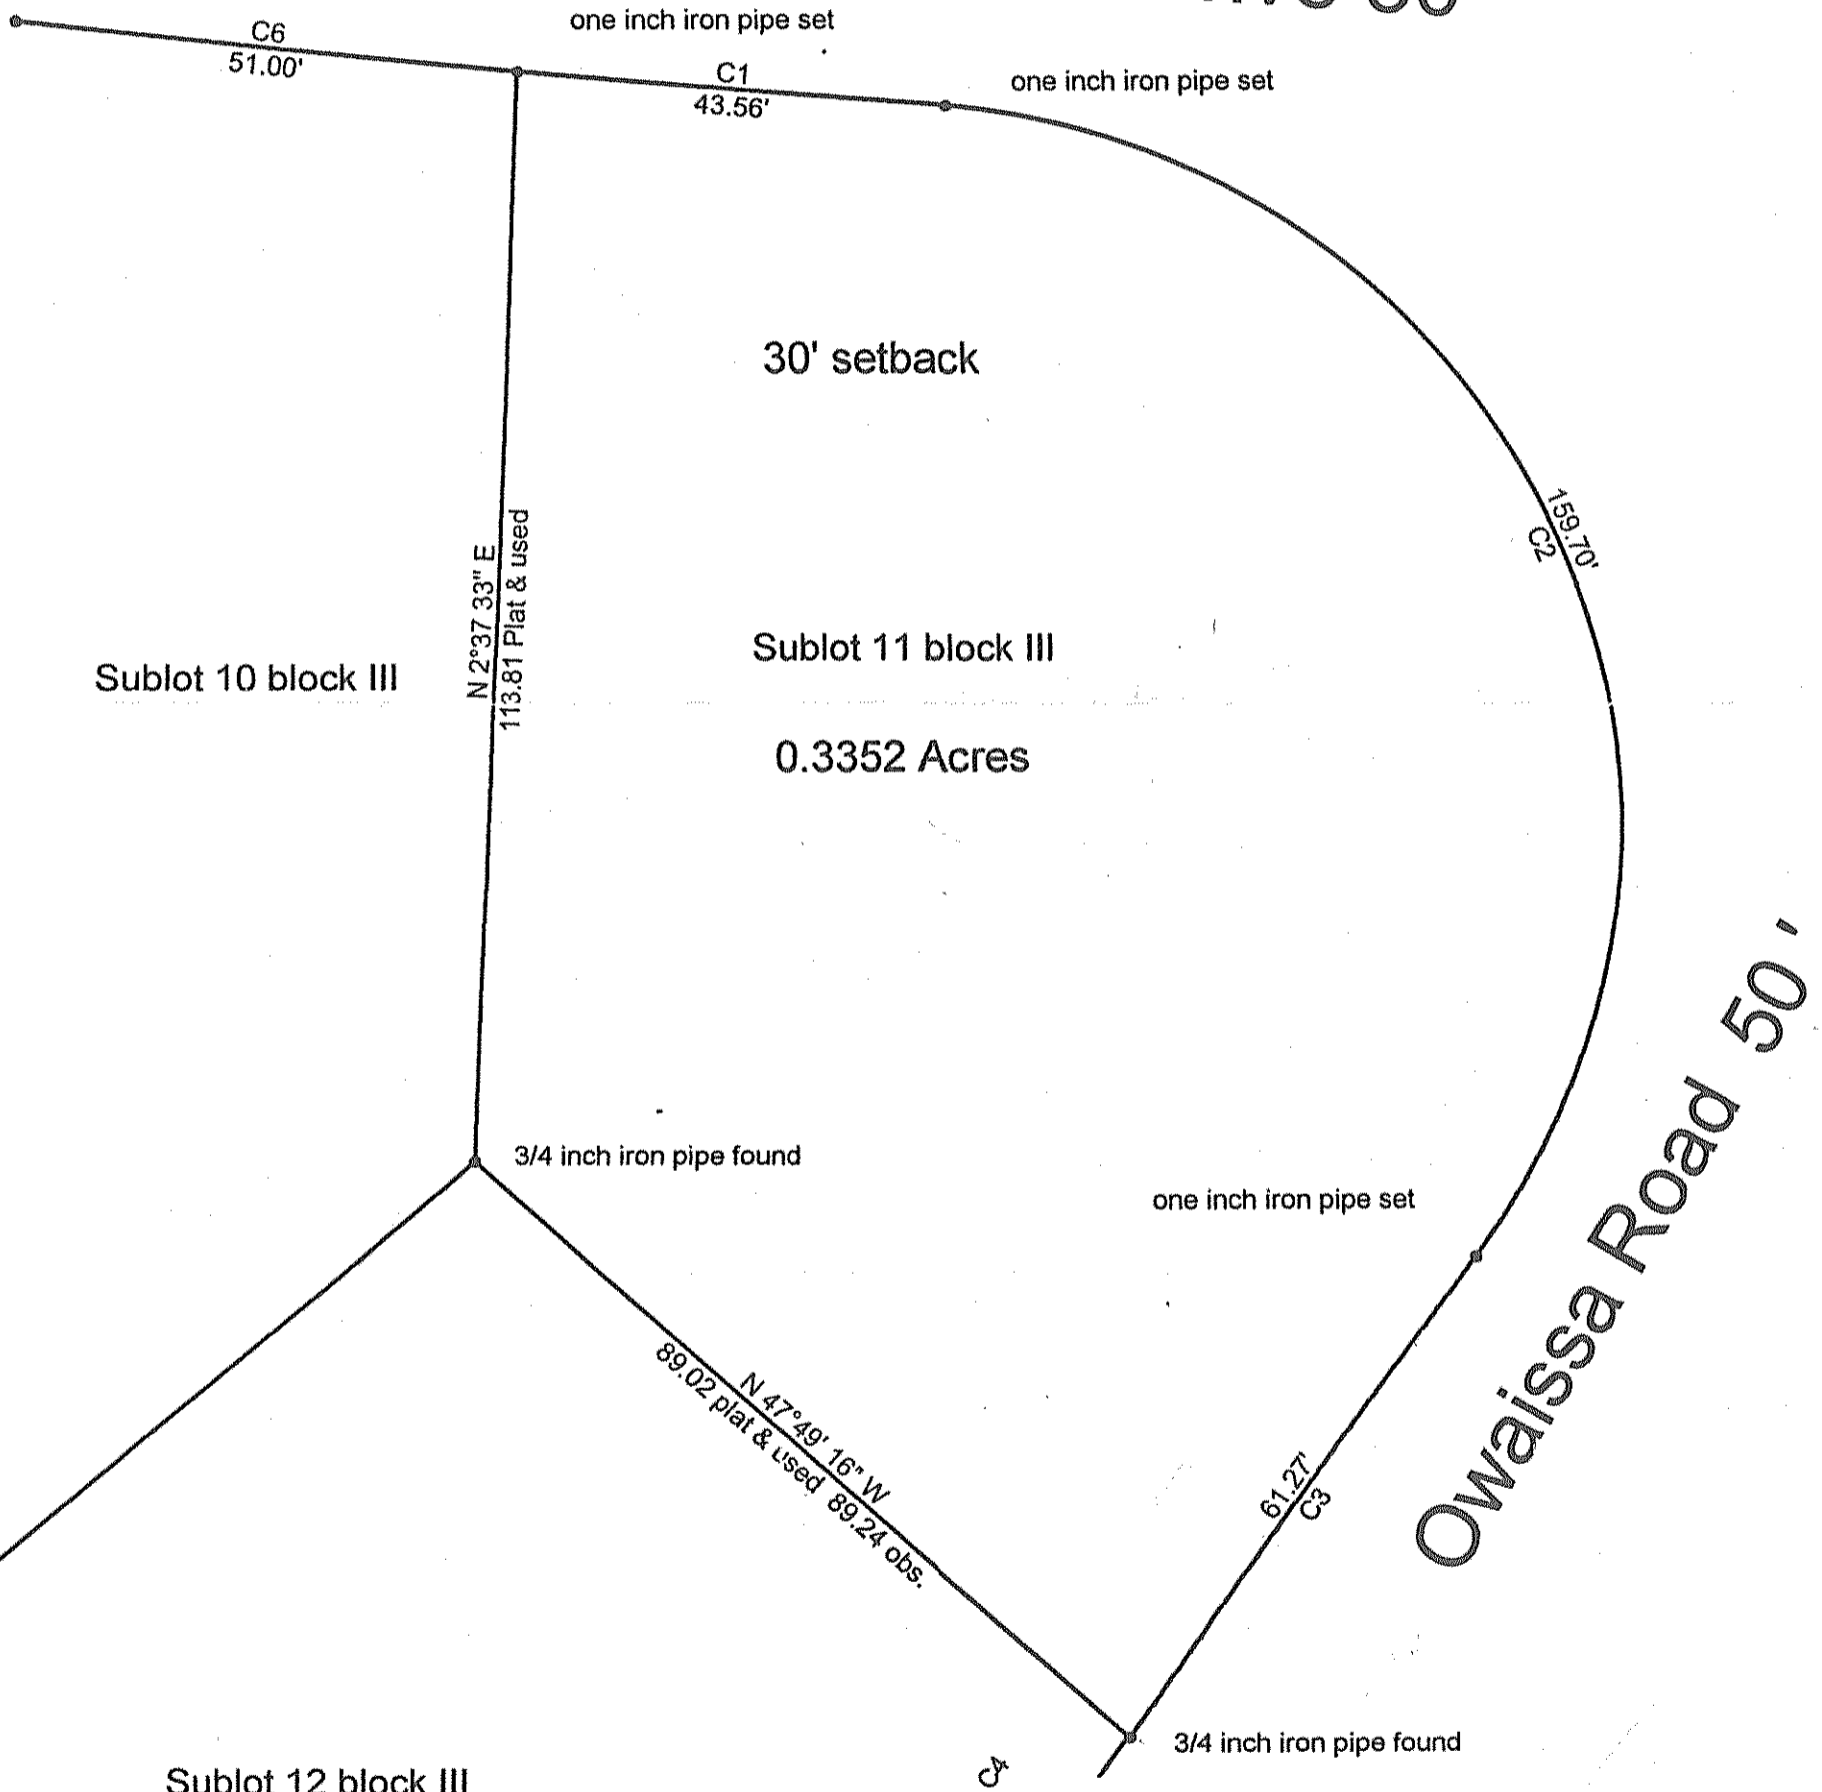 C6
51.00'
one inch iron pipe set
C1
43.56'
one inch iron pipe set
30' setback
159.70'
C2
N 2°37 33" E
113.81 Plat & used
Sublot 10 block III
Sublot 11 block III
0.3352 Acres
3/4 inch iron pipe found
one inch iron pipe set
Owaissa Road 50 '
N 47°49' 16" W
89.02 plat & used 89.24 obs.
61.27'
C3
3/4 inch iron pipe found
C4
Sublot 12 block III